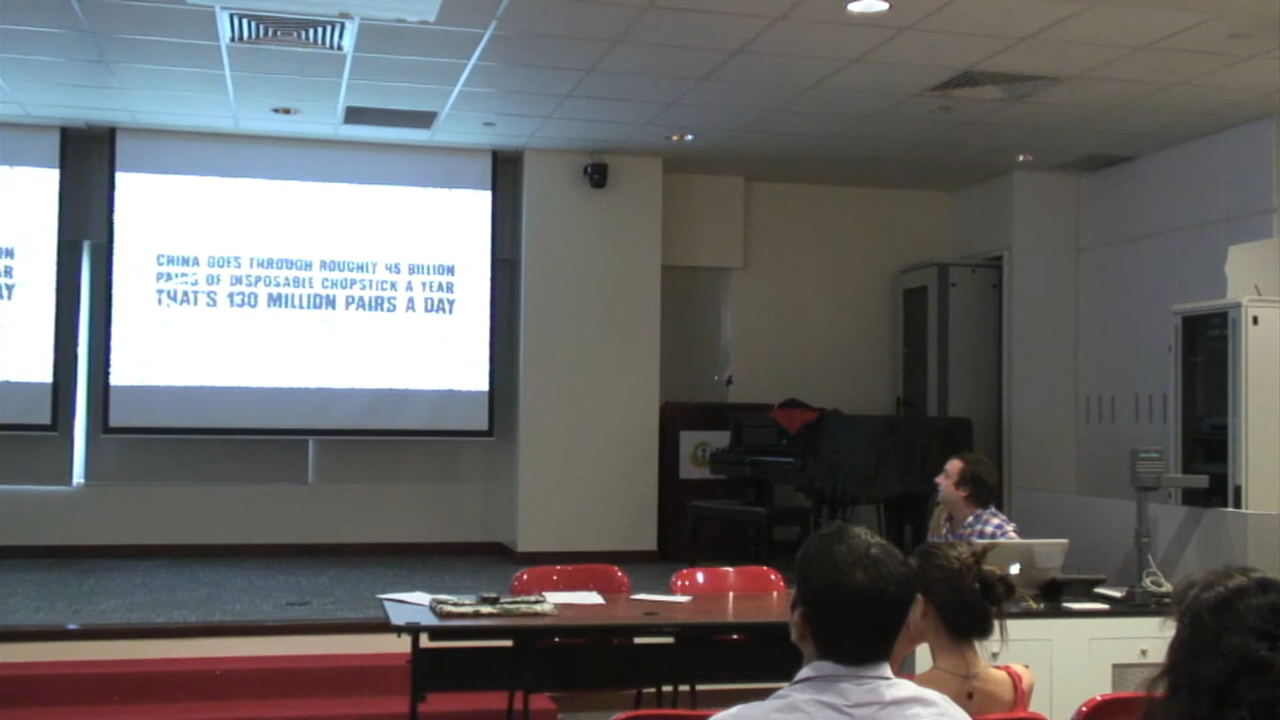 CHINA GOES THROUGH ROUGHLY 45 BILLION
PAIRS OF DISPOSABLE CHOPSTICK A YEAR
THAT'S 130 MILLION PAIRS A DAY